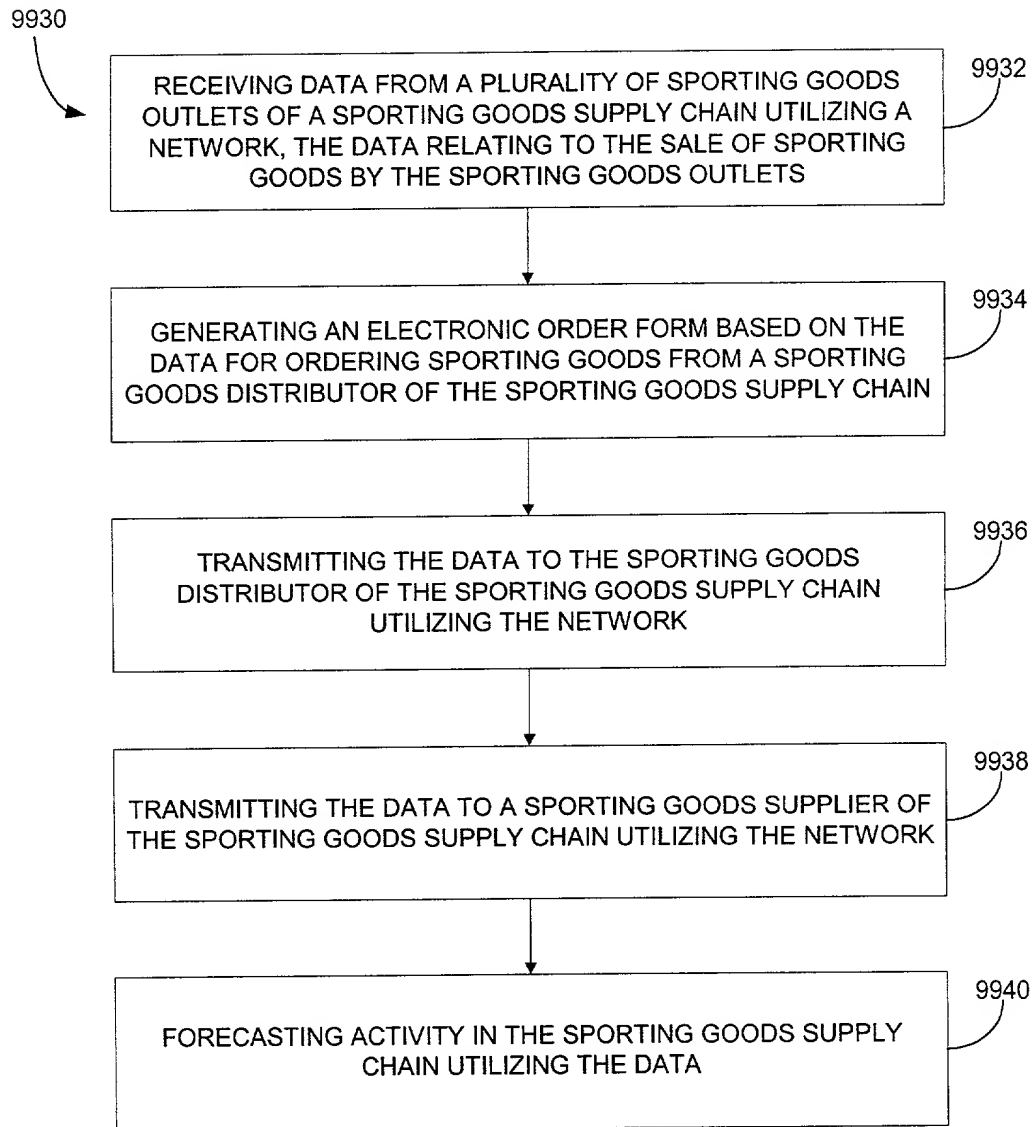 9930
RECEIVING DATA FROM A PLURALITY OF SPORTING GOODS
OUTLETS OF A SPORTING GOODS SUPPLY CHAIN UTILIZING A
NETWORK, THE DATA RELATING TO THE SALE OF SPORTING
GOODS BY THE SPORTING GOODS OUTLETS
9932
GENERATING AN ELECTRONIC ORDER FORM BASED ON THE
DATA FOR ORDERING SPORTING GOODS FROM A SPORTING
GOODS DISTRIBUTOR OF THE SPORTING GOODS SUPPLY CHAIN
9934
TRANSMITTING THE DATA TO THE SPORTING GOODS
DISTRIBUTOR OF THE SPORTING GOODS SUPPLY CHAIN
UTILIZING THE NETWORK
9936
TRANSMITTING THE DATA TO A SPORTING GOODS SUPPLIER OF
THE SPORTING GOODS SUPPLY CHAIN UTILIZING THE NETWORK
9938
FORECASTING ACTIVITY IN THE SPORTING GOODS SUPPLY
CHAIN UTILIZING THE DATA
9940